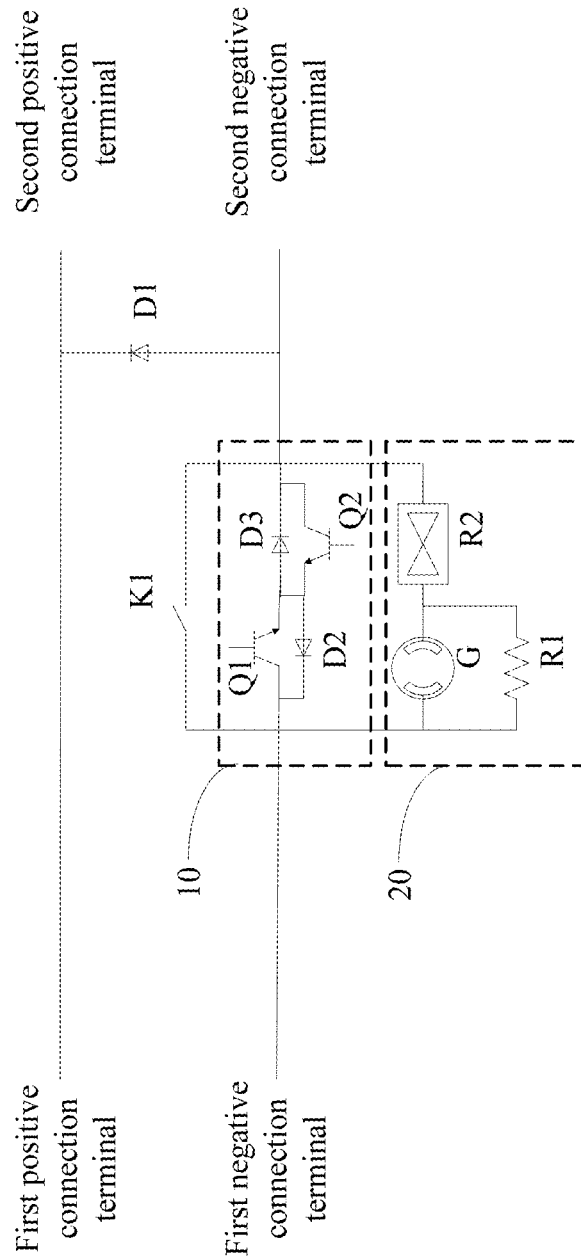 First positive
connection
terminal
Second positive
connection
terminal
K1
D1
10
Q1
D3
D2
Q2
First negative
connection
terminal
Second negative
connection
terminal
20
G
R2
R1